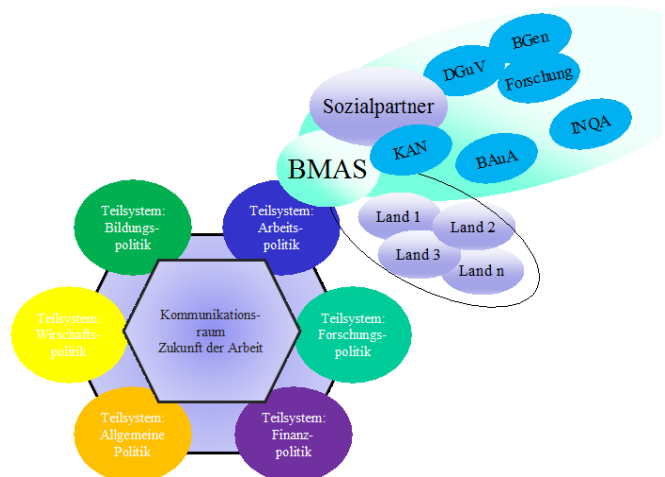 BGen
DGuV
Forschung
Sozialpartner
INQA
KAN
BAuA
BMAS
Land 1
Land 2
Land 3
Land n
Teilsystem:
Bildungs-
politik
Teilsystem:
Arbeits-
politik
Teilsystem:
Wirschafts-
politik
Kommunikations-
raum
Zukunft der Arbeit
Teilsystem:
Forschungs-
politik
Teilsystem:
Allgemeine
Politik
Teilsystem:
Finanz-
politik